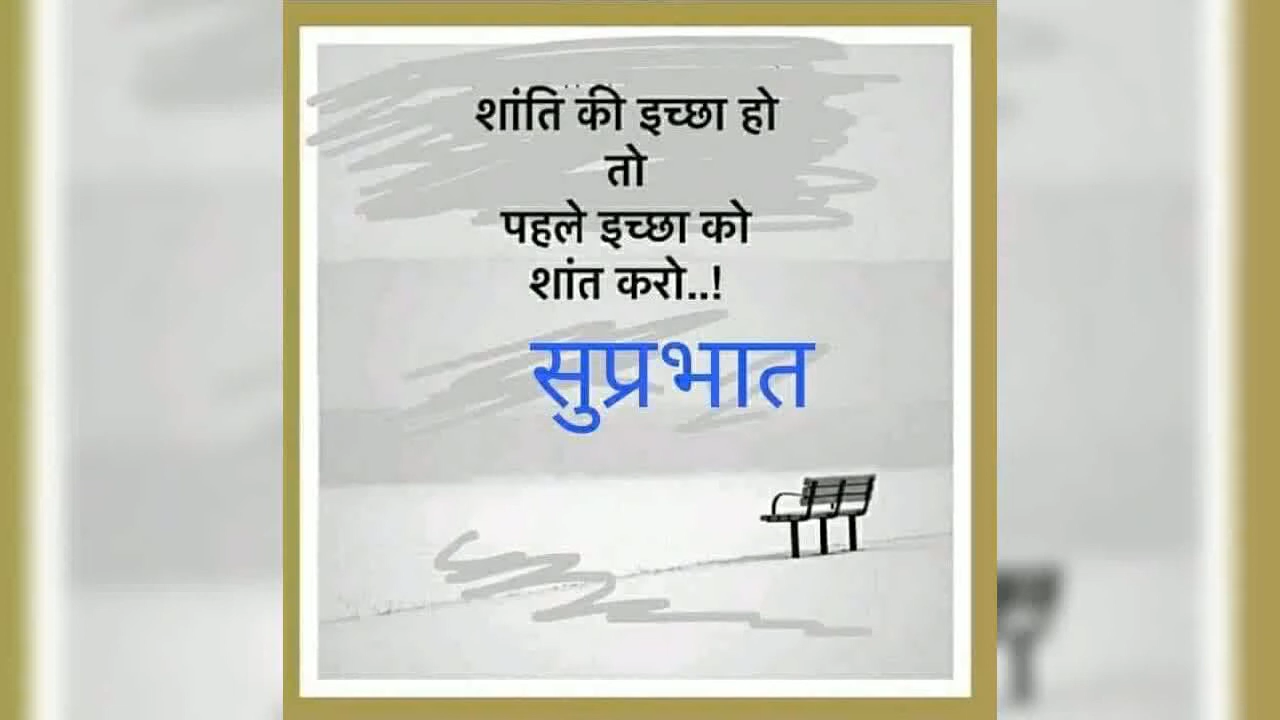 शांति की इच्छा हो
तो
पहले इच्छा को
शांत करो..!
सुप्रभात